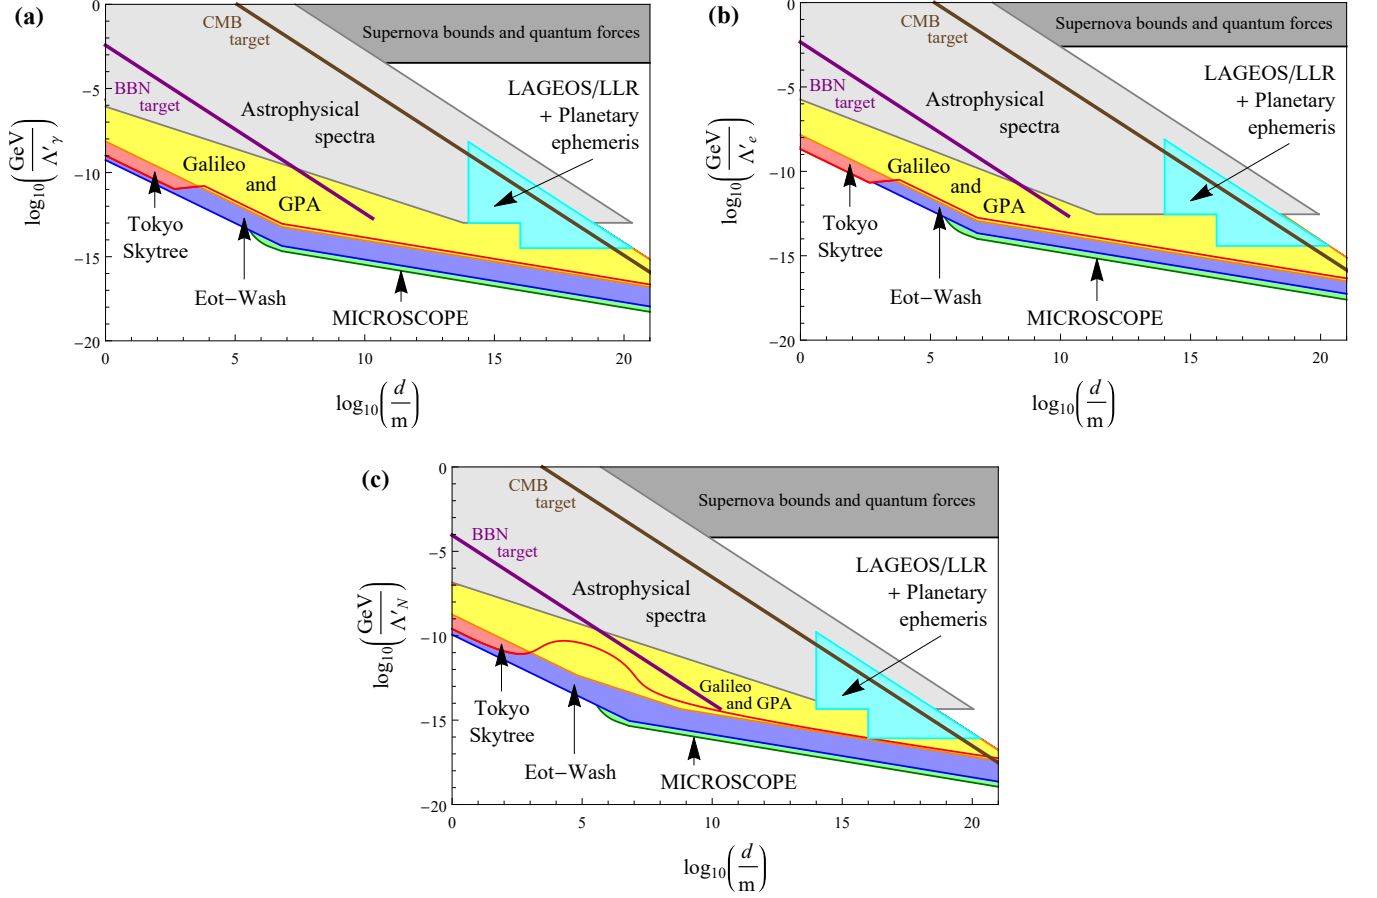 (a)
0
−5
−10
−15
−20
log10(GeV/Λ′γ)
CMB
target
Supernova bounds and quantum forces
BBN
target
Astrophysical
spectra
LAGEOS/LLR
+ Planetary
ephemeris
Galileo
and
GPA
Tokyo
Skytree
Eot−Wash
MICROSCOPE
0 5 10 15 20
log10(d/m)
(b)
0
−5
−10
−15
−20
log10(GeV/Λ′e)
CMB
target
Supernova bounds and quantum forces
BBN
target
Astrophysical
spectra
LAGEOS/LLR
+ Planetary
ephemeris
Galileo
and
GPA
Tokyo
Skytree
Eot−Wash
MICROSCOPE
0 5 10 15 20
log10(d/m)
(c)
0
−5
−10
−15
−20
log10(GeV/Λ′N)
CMB
target
Supernova bounds and quantum forces
BBN
target
Astrophysical
spectra
LAGEOS/LLR
+ Planetary
ephemeris
Galileo
and GPA
Tokyo
Skytree
Eot−Wash
MICROSCOPE
0 5 10 15 20
log10(d/m)